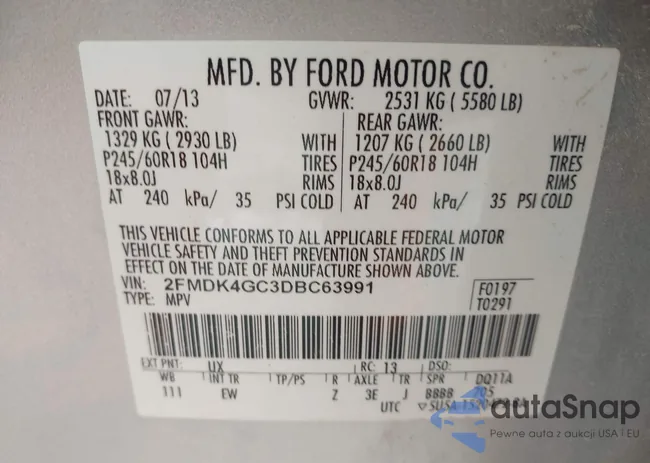 MFD. BY FORD MOTOR CO.
DATE: 07/13 GVWR: 2531 KG ( 5580 LB)
FRONT GAWR: REAR GAWR:
1329 KG ( 2930 LB) WITH 1207 KG ( 2660 LB) WITH
P245/60R18 104H TIRES P245/60R18 104H TIRES
18x8.0J RIMS 18x8.0J RIMS
AT 240 kPa/ 35 PSI COLD AT 240 kPa/ 35 PSI COLD
THIS VEHICLE CONFORMS TO ALL APPLICABLE FEDERAL MOTOR
VEHICLE SAFETY AND THEFT PREVENTION STANDARDS IN
EFFECT ON THE DATE OF MANUFACTURE SHOWN ABOVE.
VIN: 2FMDK4GC3DBC63991 F0197
TYPE: MPV T0291
EXT PNT: UX RC: 13 DSO:
WB INT TR TP/PS R AXLE TR SPR DQ11A
111 EW Z 3E J BBBB 705
UTC
autaSnap
Pewne auta z aukcji USA i EU